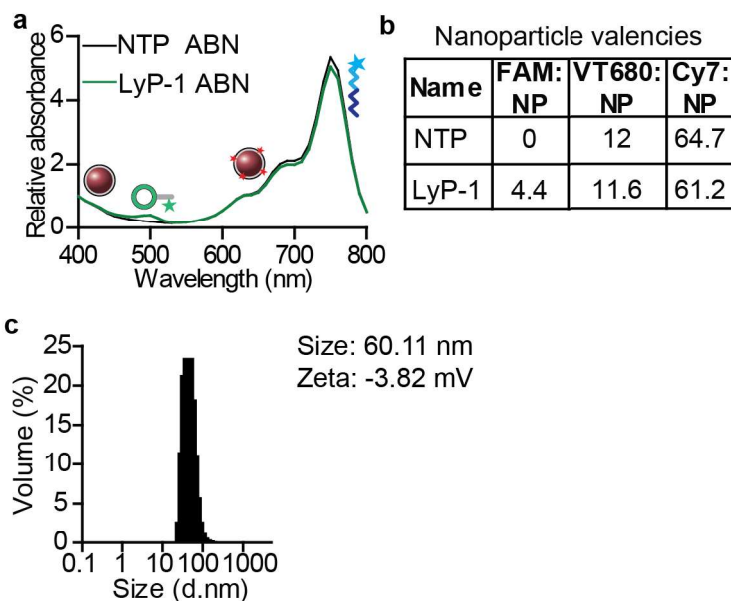 a
6
4
2
0
Relative absorbance
NTP ABN
LyP-1 ABN
400 500 600 700 800
Wavelength (nm)
b
Nanoparticle valencies
Name FAM: NP VT680: NP Cy7: NP
NTP 0 12 64.7
LyP-1 4.4 11.6 61.2
c
25
20
15
10
5
0
Volume (%)
0.1 1 10 100 1000
Size (d.nm)
Size: 60.11 nm
Zeta: -3.82 mV